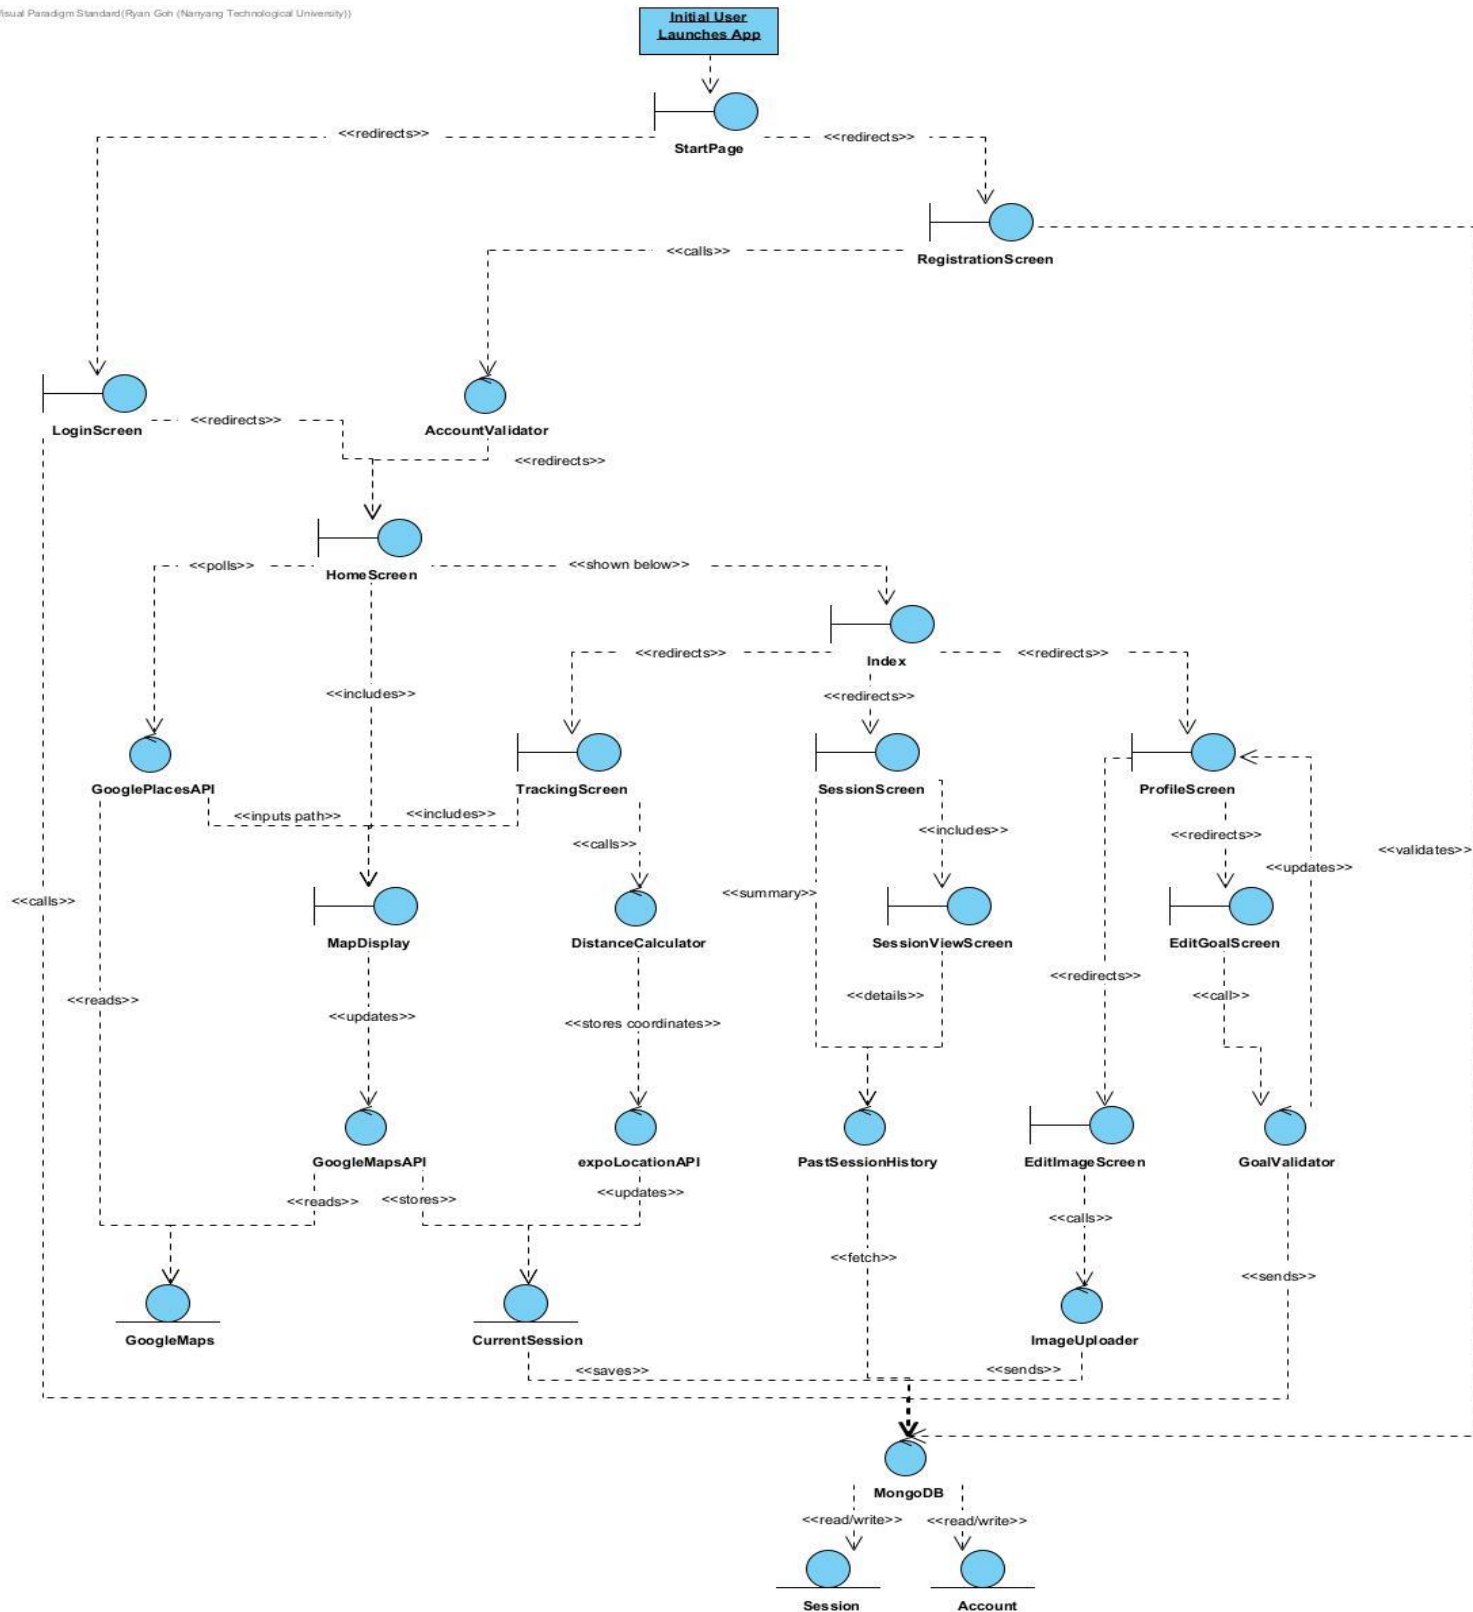 Visual Paradigm Standard(Ryan Goh (Nanyang Technological University))
Initial User
Launches App
StartPage
<<redirects>>
<<redirects>>
RegistrationScreen
<<calls>>
LoginScreen
<<redirects>>
AccountValidator
<<redirects>>
HomeScreen
<<polls>>
<<shown below>>
Index
<<redirects>>
<<redirects>>
<<includes>>
<<redirects>>
GooglePlacesAPI
TrackingScreen
SessionScreen
ProfileScreen
<<inputs path>>
<<includes>>
<<calls>>
<<includes>>
<<redirects>>
<<validates>>
<<updates>>
<<summary>>
<<calls>>
MapDisplay
DistanceCalculator
SessionViewScreen
EditGoalScreen
<<redirects>>
<<reads>>
<<details>>
<<call>>
<<updates>>
<<stores coordinates>>
GoogleMapsAPI
expoLocationAPI
PastSessionHistory
EditImageScreen
GoalValidator
<<reads>>
<<stores>>
<<updates>>
<<calls>>
<<fetch>>
<<sends>>
GoogleMaps
CurrentSession
ImageUploader
<<saves>>
<<sends>>
MongoDB
<<read/write>>
<<read/write>>
Session
Account